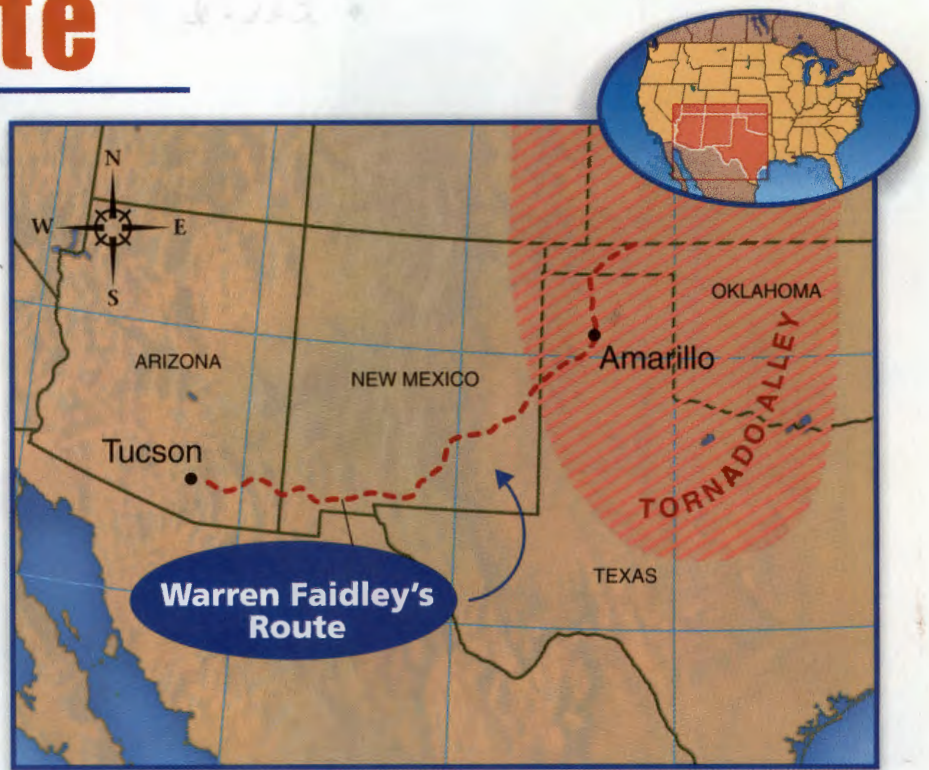 te
N
W
E
S
OKLAHOMA
ARIZONA
Amarillo
NEW MEXICO
TORNADO ALLEY
Tucson
TEXAS
Warren Faidley's
Route